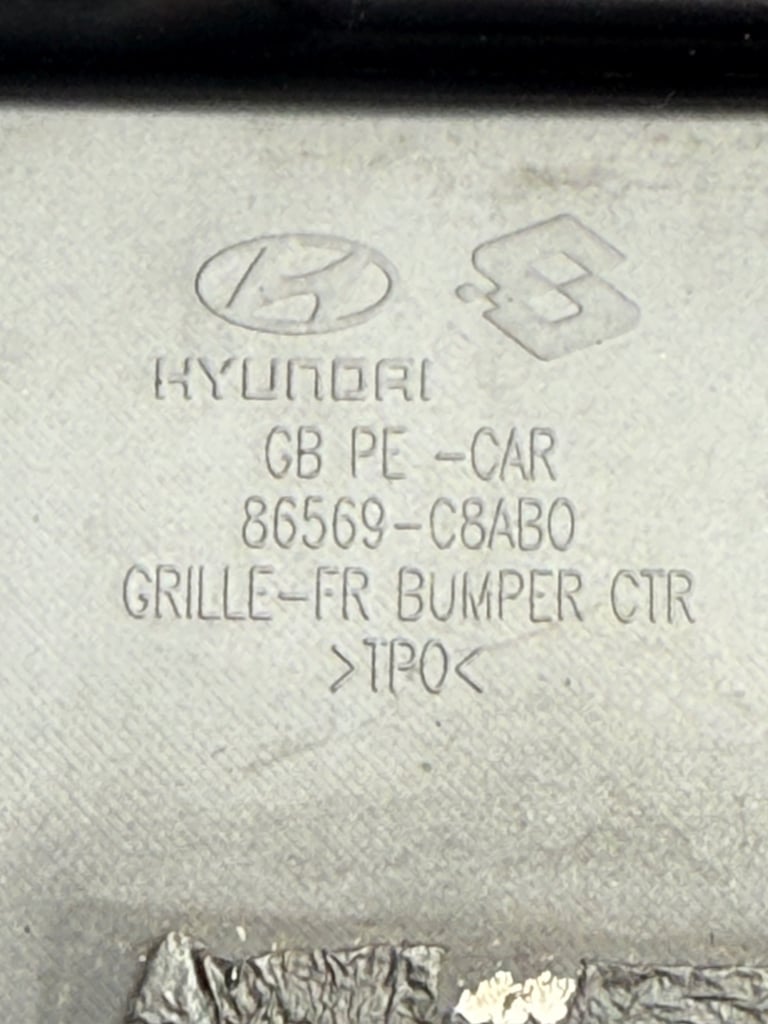 HYUNDAI
GB PE -CAR
86569-C8AB0
GRILLE-FR BUMPER CTR
>TPO<